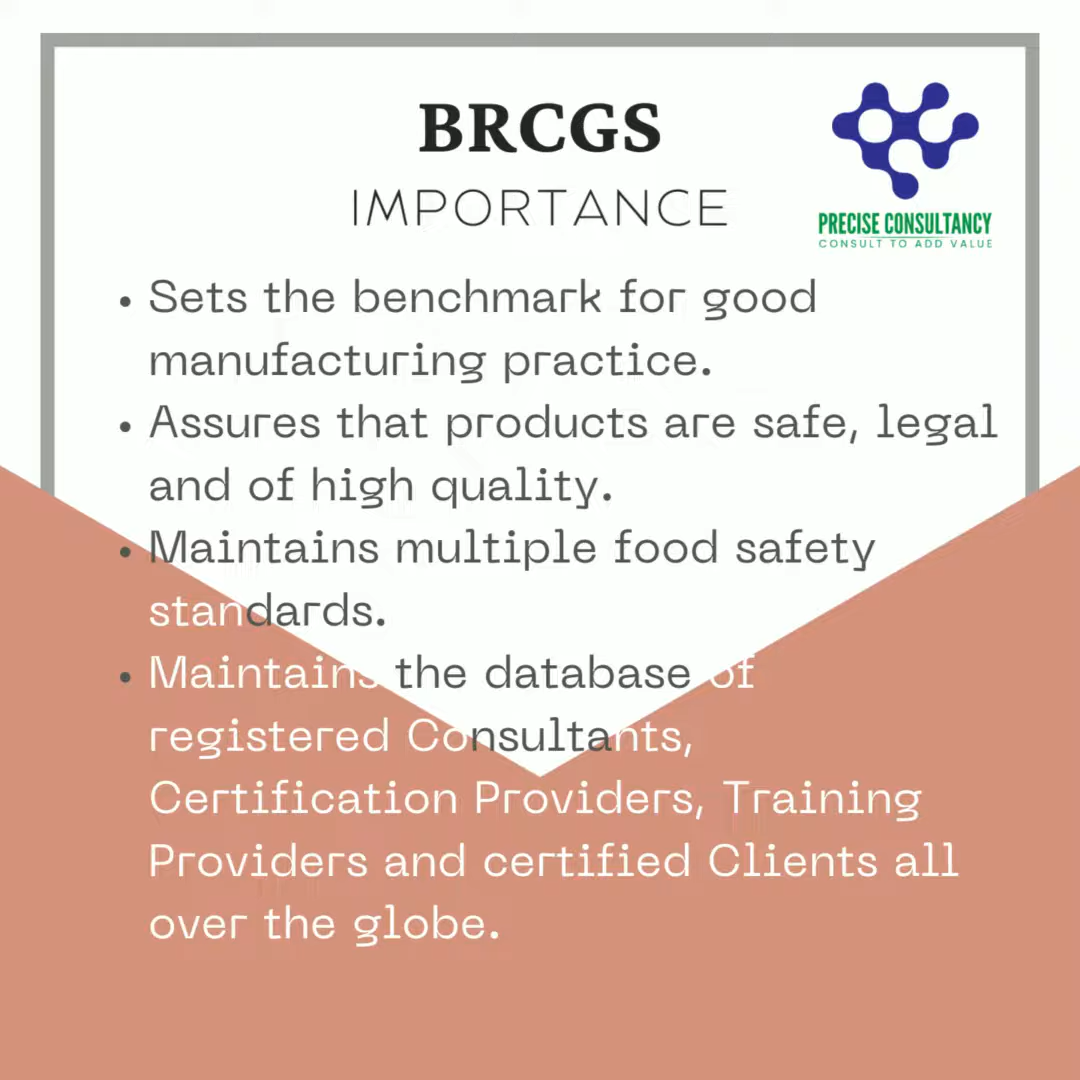 BRCGS
IMPORTANCE
PRECISE CONSULTANCY
CONSULT TO ADD VALUE
• Sets the benchmark for good
manufacturing practice.
• Assures that products are safe, legal
and of high quality.
• Maintains multiple food safety
standards.
• Maintains the database of
registered Consultants,
Certification Providers, Training
Providers and certified Clients all
over the globe.